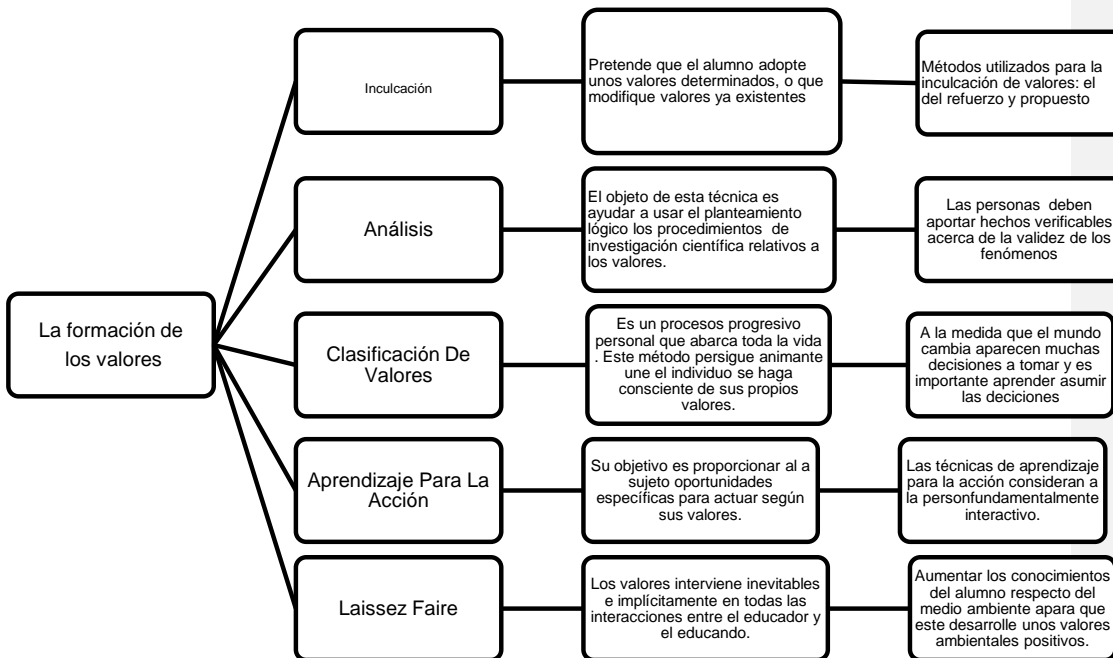 La formación de
los valores
Inculcación
Pretende que el alumno adopte
unos valores determinados, o que
modifique valores ya existentes
Métodos utilizados para la
inculcación de valores: el
del refuerzo y propuesto
Análisis
El objeto de esta técnica es
ayudar a usar el planteamiento
lógico los procedimientos de
investigación científica relativos a
los valores.
Las personas deben
aportar hechos verificables
acerca de la validez de los
fenómenos
Clasificación De
Valores
Es un procesos progresivo
personal que abarca toda la vida
. Este método persigue animante
une el individuo se haga
consciente de sus propios
valores.
A la medida que el mundo
cambia aparecen muchas
decisiones a tomar y es
importante aprender asumir
las deciciones
Aprendizaje Para La
Acción
Su objetivo es proporcionar al a
sujeto oportunidades
específicas para actuar según
sus valores.
Las técnicas de aprendizaje
para la acción consideran a
la personfundamentalmente
interactivo.
Laissez Faire
Los valores interviene inevitables
e implícitamente en todas las
interacciones entre el educador y
el educando.
Aumentar los conocimientos
del alumno respecto del
medio ambiente apara que
este desarrolle unos valores
ambientales positivos.